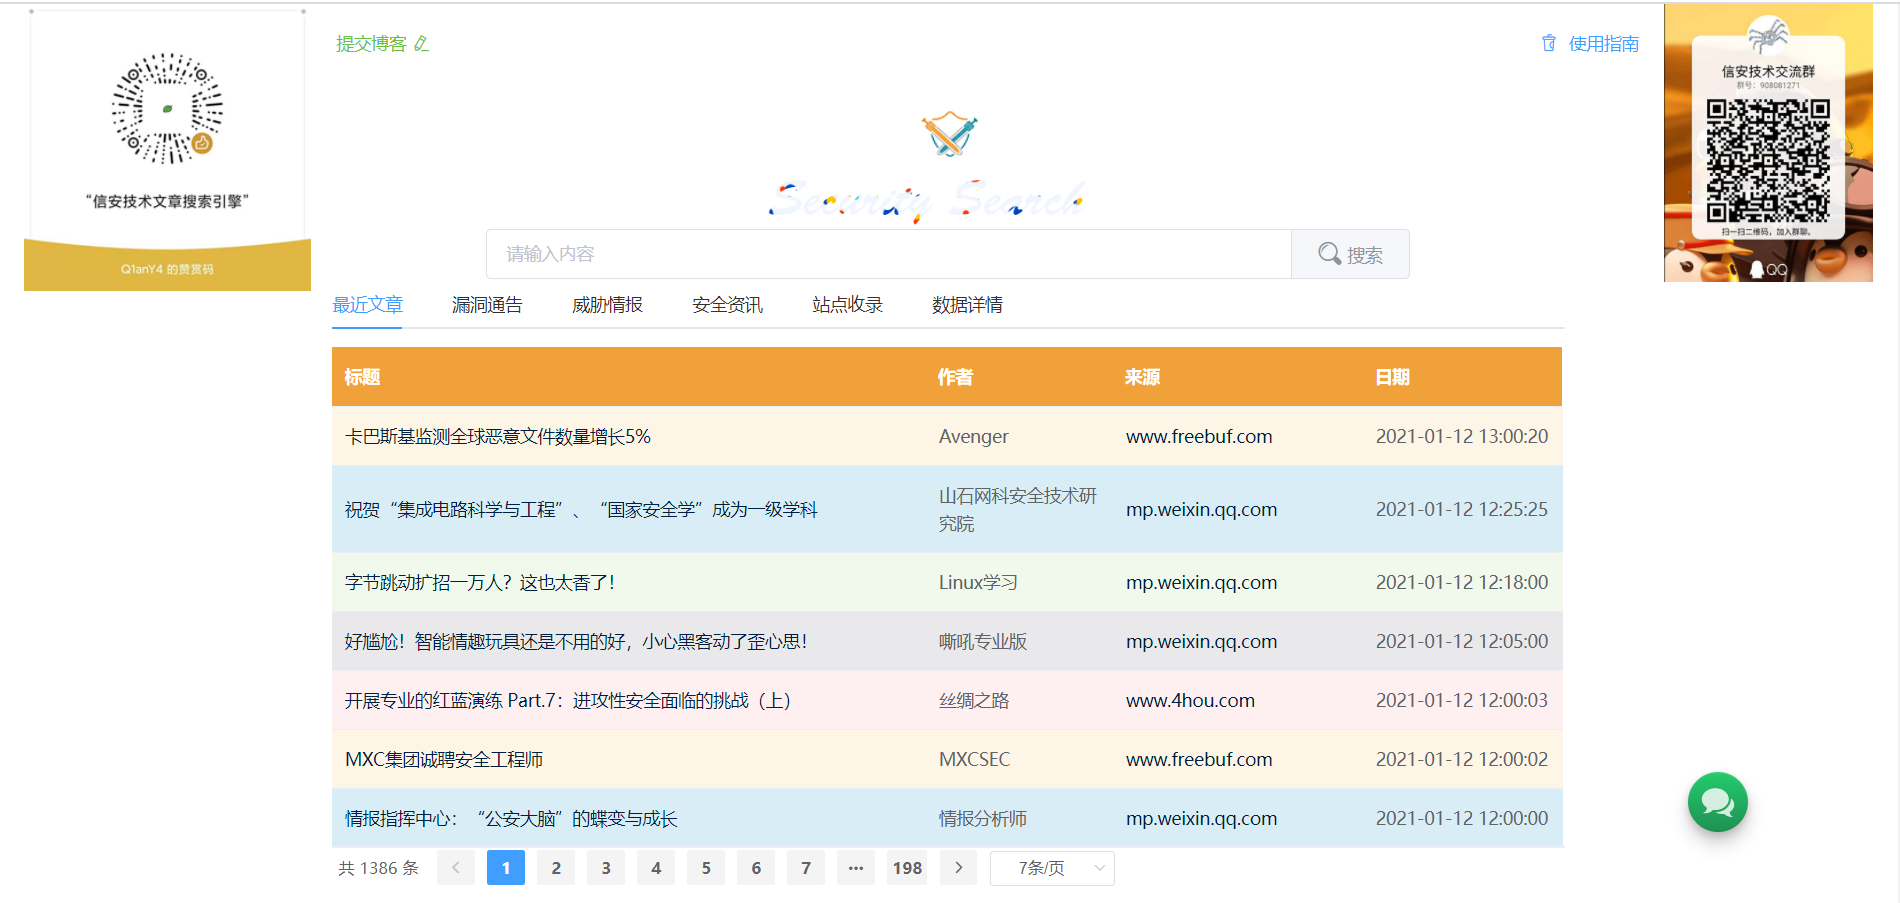 提交博客
使用指南
“信安技术文章搜索引擎”
Q1anY4 的赞赏码
信安技术交流群
群号：908081271
扫一扫二维码，加入群聊。
QQ
Security Search
请输入内容
搜索
最近文章 漏洞通告 威胁情报 安全资讯 站点收录 数据详情
标题 作者 来源 日期
卡巴斯基监测全球恶意文件数量增长5% Avenger www.freebuf.com 2021-01-12 13:00:20
祝贺“集成电路科学与工程”、“国家安全学”成为一级学科 山石网科安全技术研 mp.weixin.qq.com 2021-01-12 12:25:25
究院
字节跳动扩招一万人？这也太香了！ Linux学习 mp.weixin.qq.com 2021-01-12 12:18:00
好尴尬！智能情趣玩具还是不用的好，小心黑客动了歪心思！ 嘶吼专业版 mp.weixin.qq.com 2021-01-12 12:05:00
开展专业的红蓝演练 Part.7：进攻性安全面临的挑战（上） 丝绸之路 www.4hou.com 2021-01-12 12:00:03
MXC集团诚聘安全工程师 MXCSEC www.freebuf.com 2021-01-12 12:00:02
情报指挥中心：“公安大脑”的蝶变与成长 情报分析师 mp.weixin.qq.com 2021-01-12 12:00:00
共 1386 条 1 2 3 4 5 6 7 ··· 198 7条/页